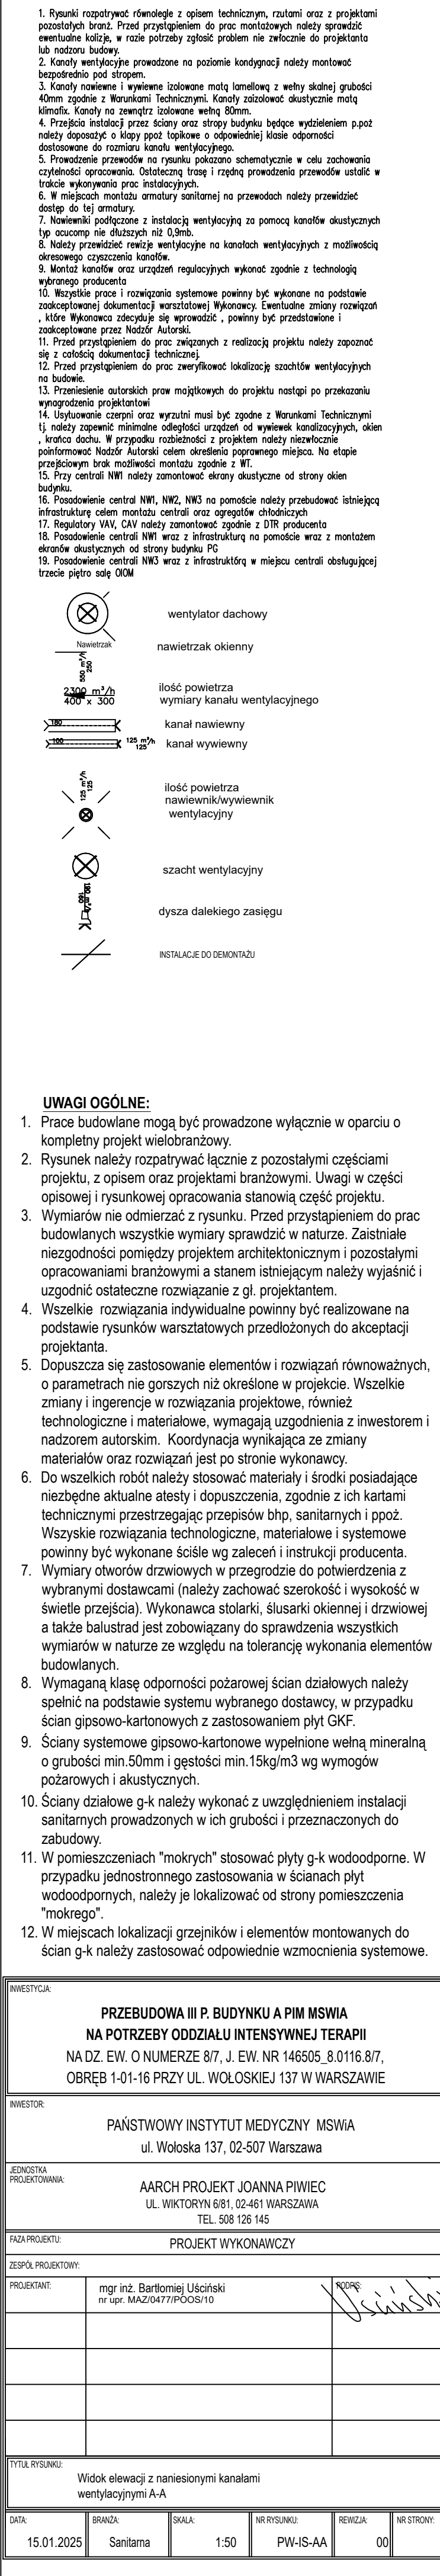 1. Rysunki rozpatrywać równolegle z opisem technicznym, rzutami oraz z projektami
pozostałych branż. Przed przystąpieniem do prac montażowych należy sprawdzić
ewentualne kolizje, w razie potrzeby zgłosić problem nie zwłocznie do projektanta
lub nadzoru budowy.
2. Kanały wentylacyjne prowadzone na poziomie kondygnacji należy montować
bezpośrednio pod stropem.
3. Kanały nawiewne i wywiewne izolowane matą lamellową z wełny skalnej grubości
40mm zgodnie z Warunkami Technicznymi. Kanały zaizolować akustycznie matą
klimafix. Kanały na zewnątrz izolowane wełną 80mm.
4. Przejścia instalacji przez ściany oraz stropy budynku będące wydzieleniem p.poż
należy doposażyć o klapy ppoż topikowe o odpowiedniej klasie odporności
dostosowane do rozmiaru kanału wentylacyjnego.
5. Prowadzenie przewodów na rysunku pokazano schematycznie w celu zachowania
czytelności opracowania. Ostateczną trasę i rzędną prowadzenia przewodów ustalić w
trakcie wykonywania prac instalacyjnych.
6. W miejscach montażu armatury sanitarnej na przewodach należy przewidzieć
dostęp do tej armatury.
7. Nawiewniki podłączone z instalacją wentylacyjną za pomocą kanałów akustycznych
typ acucomp nie dłuższych niż 0,9mb.
8. Należy przewidzieć rewizje wentylacyjne na kanałach wentylacyjnych z możliwością
okresowego czyszczenia kanałów.
9. Montaż kanałów oraz urządzeń regulacyjnych wykonać zgodnie z technologią
wybranego producenta
10. Wszystkie prace i rozwiązania systemowe powinny być wykonane na podstawie
zaakceptowanej dokumentacji warsztatowej Wykonawcy. Ewentualne zmiany rozwiązań
, które Wykonawca zdecyduje się wprowadzić , powinny być przedstawione i
zaakceptowane przez Nadzór Autorski.
11. Przed przystąpieniem do prac związanych z realizacją projektu należy zapoznać
się z całością dokumentacji technicznej.
12. Przed przystąpieniem do prac zweryfikować lokalizację szachtów wentylacyjnych
na budowie.
13. Przeniesienie autorskich praw majątkowych do projektu nastąpi po przekazaniu
wynagrodzenia projektantowi
14. Usytuowanie czerpni oraz wyrzutni musi być zgodne z Warunkami Technicznymi
tj. należy zapewnić minimalne odległości urządzeń od wywiewek kanalizacyjnych, okien
, krańca dachu. W przypadku rozbieżności z projektem należy niezwłocznie
poinformować Nadzór Autorski celem określenia poprawnego miejsca. Na etapie
przejściowym brak możliwości montażu zgodnie z WT.
15. Przy centrali NW1 należy zamontować ekrany akustyczne od strony okien
budynku.
16. Posadowienie central NW1, NW2, NW3 na pomoście należy przebudować istniejącą
infrastrukturę celem montażu centrali oraz agregatów chłodniczych
17. Regulatory VAV, CAV należy zamontować zgodnie z DTR producenta
18. Posadowienie centrali NW1 wraz z infrastrukturą na pomoście wraz z montażem
ekranów akustycznych od strony budynku PG
19. Posadowienie centrali NW3 wraz z infrastruktórą w miejscu centrali obsługującej
trzecie piętro salę OIOM
wentylator dachowy
Nawietrzak
nawietrzak okienny
550 m³/h
250
2300 m³/h
400 x 300
ilość powietrza
wymiary kanału wentylacyjnego
180
kanał nawiewny
100
125 m³/h
125
kanał wywiewny
125 m³/h
125
ilość powietrza
nawiewnik/wywiewnik
wentylacyjny
szacht wentylacyjny
dysza dalekiego zasięgu
INSTALACJE DO DEMONTAŻU
UWAGI OGÓLNE:
1. Prace budowlane mogą być prowadzone wyłącznie w oparciu o
kompletny projekt wielobranżowy.
2. Rysunek należy rozpatrywać łącznie z pozostałymi częściami
projektu, z opisem oraz projektami branżowymi. Uwagi w części
opisowej i rysunkowej opracowania stanowią część projektu.
3. Wymiarów nie odmierzać z rysunku. Przed przystąpieniem do prac
budowlanych wszystkie wymiary sprawdzić w naturze. Zaistniałe
niezgodności pomiędzy projektem architektonicznym i pozostałymi
opracowaniami branżowymi a stanem istniejącym należy wyjaśnić i
uzgodnić ostateczne rozwiązanie z gł. projektantem.
4. Wszelkie rozwiązania indywidualne powinny być realizowane na
podstawie rysunków warsztatowych przedłożonych do akceptacji
projektanta.
5. Dopuszcza się zastosowanie elementów i rozwiązań równoważnych,
o parametrach nie gorszych niż określone w projekcie. Wszelkie
zmiany i ingerencje w rozwiązania projektowe, również
technologiczne i materiałowe, wymagają uzgodnienia z inwestorem i
nadzorem autorskim. Koordynacja wynikająca ze zmiany
materiałów oraz rozwiązań jest po stronie wykonawcy.
6. Do wszelkich robót należy stosować materiały i środki posiadające
niezbędne aktualne atesty i dopuszczenia, zgodnie z ich kartami
technicznymi przestrzegając przepisów bhp, sanitarnych i ppoż.
Wszyskie rozwiązania technologiczne, materiałowe i systemowe
powinny być wykonane ściśle wg zaleceń i instrukcji producenta.
7. Wymiary otworów drzwiowych w przegrodzie do potwierdzenia z
wybranymi dostawcami (należy zachować szerokość i wysokość w
świetle przejścia). Wykonawca stolarki, ślusarki okiennej i drzwiowej
a także balustrad jest zobowiązany do sprawdzenia wszystkich
wymiarów w naturze ze względu na tolerancję wykonania elementów
budowlanych.
8. Wymaganą klasę odporności pożarowej ścian działowych należy
spełnić na podstawie systemu wybranego dostawcy, w przypadku
ścian gipsowo-kartonowych z zastosowaniem płyt GKF.
9. Ściany systemowe gipsowo-kartonowe wypełnione wełną mineralną
o grubości min.50mm i gęstości min.15kg/m3 wg wymogów
pożarowych i akustycznych.
10. Ściany działowe g-k należy wykonać z uwzględnieniem instalacji
sanitarnych prowadzonych w ich grubości i przeznaczonych do
zabudowy.
11. W pomieszczeniach "mokrych" stosować płyty g-k wodoodporne. W
przypadku jednostronnego zastosowania w ścianach płyt
wodoodpornych, należy je lokalizować od strony pomieszczenia
"mokrego".
12. W miejscach lokalizacji grzejników i elementów montowanych do
ścian g-k należy zastosować odpowiednie wzmocnienia systemowe.
INWESTYCJA:
PRZEBUDOWA III P. BUDYNKU A PIM MSWIA
NA POTRZEBY ODDZIAŁU INTENSYWNEJ TERAPII
NA DZ. EW. O NUMERZE 8/7, J. EW. NR 146505_8.0116.8/7,
OBRĘB 1-01-16 PRZY UL. WOŁOSKIEJ 137 W WARSZAWIE
INWESTOR:
PAŃSTWOWY INSTYTUT MEDYCZNY MSWiA
ul. Wołoska 137, 02-507 Warszawa
JEDNOSTKA
PROJEKTOWANIA:
AARCH PROJEKT JOANNA PIWIEC
UL. WIKTORYN 6/81, 02-461 WARSZAWA
TEL. 508 126 145
FAZA PROJEKTU:
PROJEKT WYKONAWCZY
ZESPÓŁ PROJEKTOWY:
PROJEKTANT:
mgr inż. Bartłomiej Uściński
nr upr. MAZ/0477/POOS/10
PODPIS:
Uściński
TYTUŁ RYSUNKU:
Widok elewacji z naniesionymi kanałami
wentylacyjnymi A-A
DATA:
15.01.2025
BRANŻA:
Sanitarna
SKALA:
1:50
NR RYSUNKU:
PW-IS-AA
REWIZJA:
00
NR STRONY: